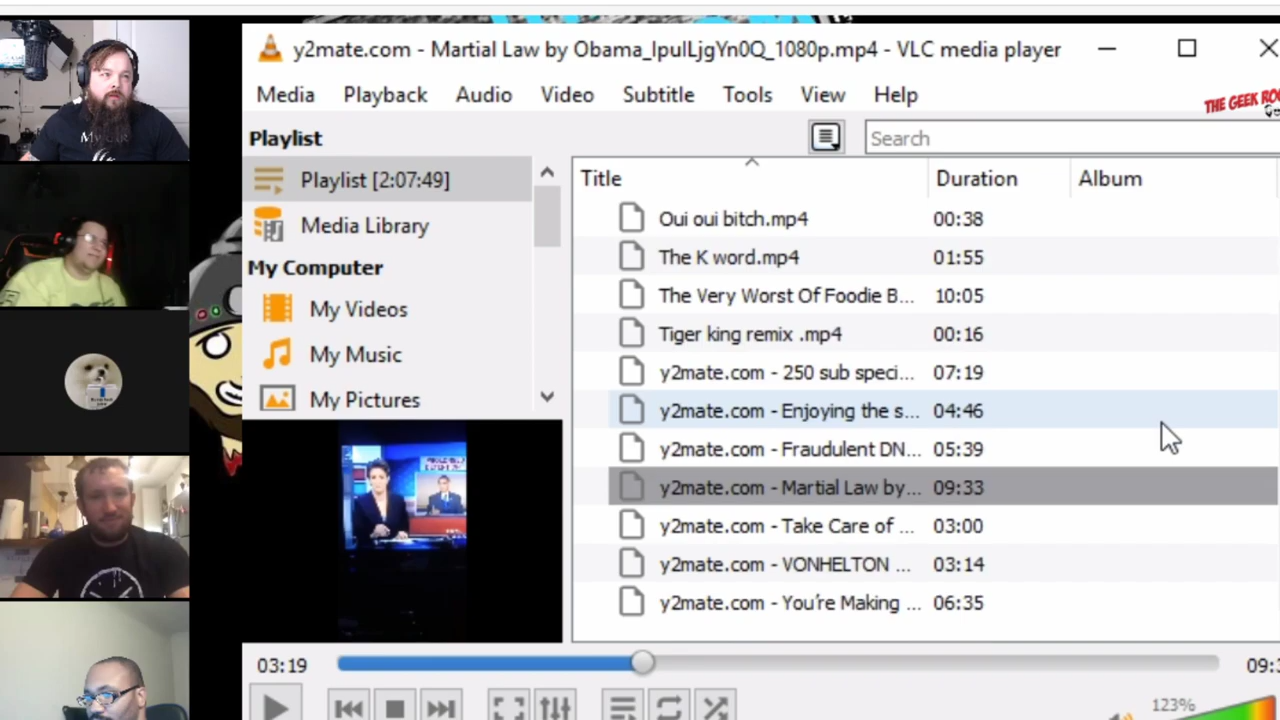 y2mate.com - Martial Law by Obama_IpuILjgYn0Q_1080p.mp4 - VLC media player
Media Playback Audio Video Subtitle Tools View Help
THE GEEK ROO
Playlist
Search
Playlist [2:07:49]
Media Library
My Computer
My Videos
My Music
My Pictures
Title Duration Album
Oui oui bitch.mp4 00:38
The K word.mp4 01:55
The Very Worst Of Foodie B... 10:05
Tiger king remix .mp4 00:16
y2mate.com - 250 sub speci... 07:19
y2mate.com - Enjoying the s... 04:46
y2mate.com - Fraudulent DN... 05:39
y2mate.com - Martial Law by... 09:33
y2mate.com - Take Care of ... 03:00
y2mate.com - VONHELTON ... 03:14
y2mate.com - You're Making ... 06:35
03:19
09:3
123%